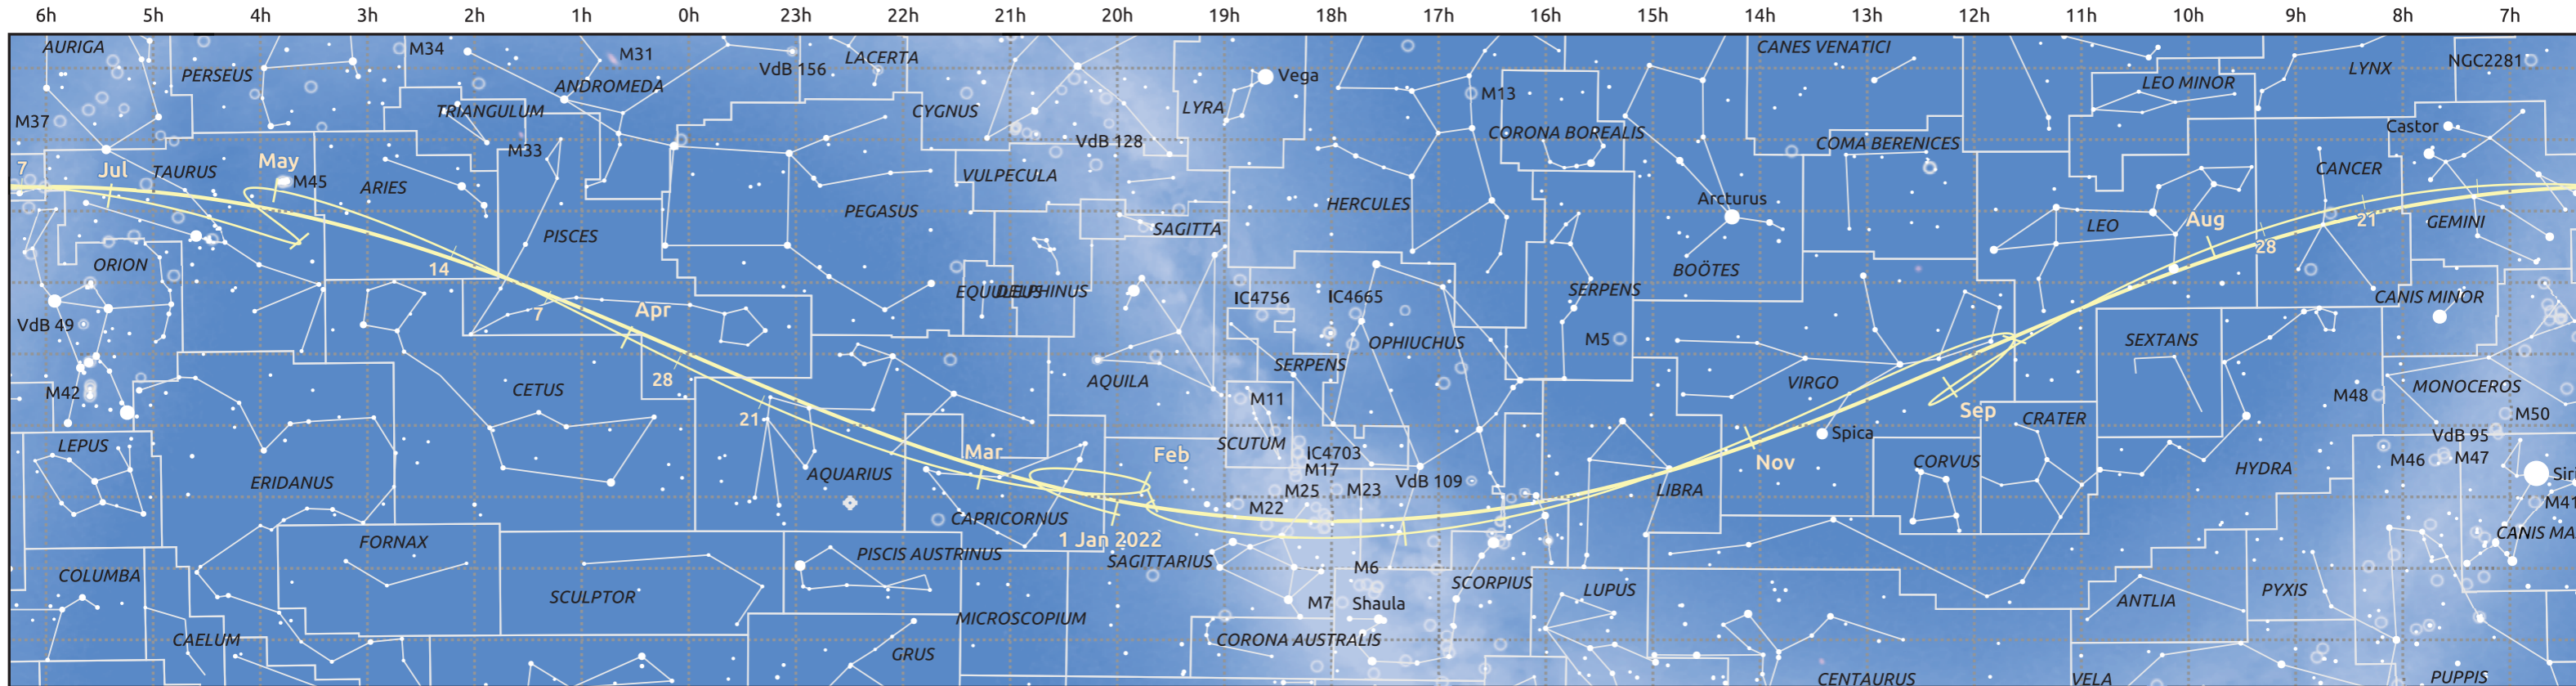 6h 5h 4h 3h 2h 1h 0h 23h 22h 21h 20h 19h 18h 17h 16h 15h 14h 13h 12h 11h 10h 9h 8h 7h
AURIGA M34 M31 LACERTA CANES VENATICI
PERSEUS ANDROMEDA VdB 156 Vega LEO MINOR LYNX NGC2281
M37 TRIANGULUM CYGNUS LYRA M13
M33 VdB 128 CORONA BOREALIS COMA BERENICES Castor
7 Jul TAURUS May M45 ARIES VULPECULA CANCER
PEGASUS SAGITTA HERCULES Arcturus LEO Aug 21 GEMINI
ORION 14 PISCES BOÖTES 28
EQUULEUS DELPHINUS IC4756 IC4665 SERPENS CANIS MINOR
VdB 49 7 Apr OPHIUCHUS M5 SEXTANS
M42 CETUS 28 AQUILA SERPENS VIRGO MONOCEROS
21 M11 Sep CRATER M48 M50
LEPUS Mar Feb SCUTUM IC4703 Spica VdB 95
ERIDANUS AQUARIUS M17 VdB 109 Nov CORVUS HYDRA M46 M47 Siri
M25 M23 LIBRA
CAPRICORNUS M22 M41
FORNAX 1 Jan 2022 CANIS MA
COLUMBA PISCIS AUSTRINUS SAGITTARIUS M6 SCORPIUS LUPUS PYXIS
SCULPTOR MICROSCOPIUM M7 Shaula ANTLIA
CAELUM GRUS CORONA AUSTRALIS CENTAURUS VELA PUPPIS